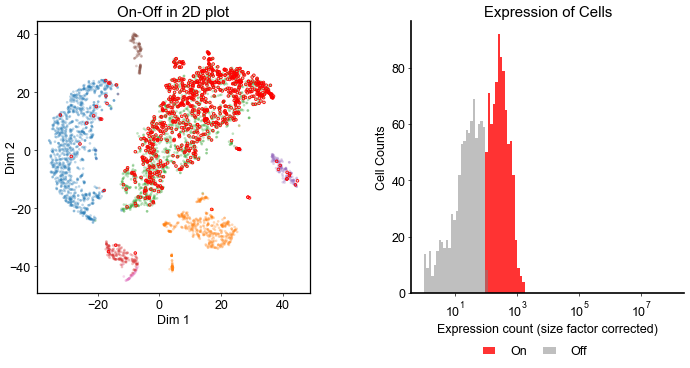 On-Off in 2D plot
40
20
0
−20
−40
Dim 2
−20
0
20
40
Dim 1
Expression of Cells
80
60
40
20
0
Cell Counts
10^1
10^3
10^5
10^7
Expression count (size factor corrected)
On
Off